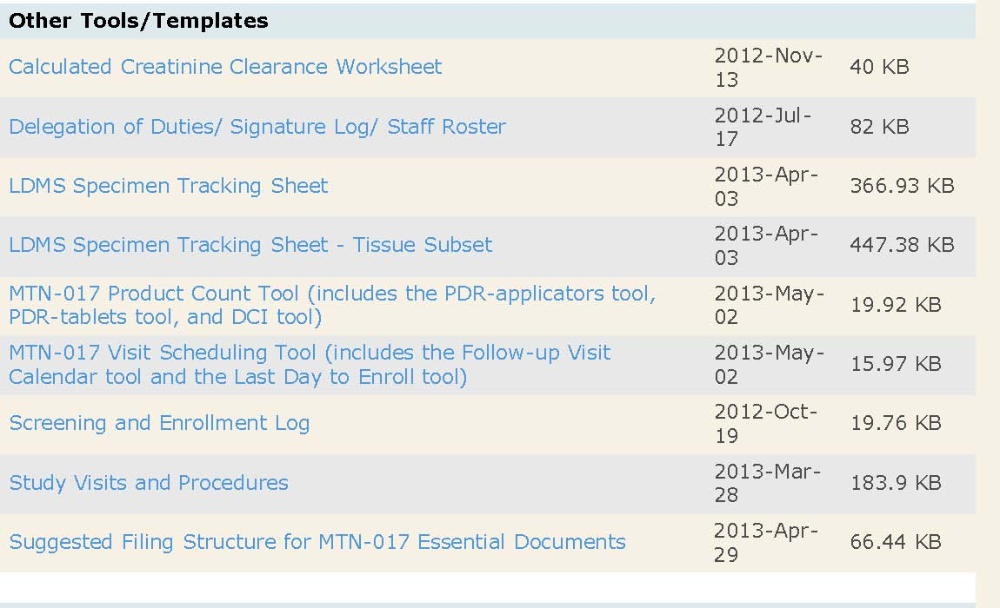 Other Tools/Templates
Calculated Creatinine Clearance Worksheet 2012-Nov-
13 40 KB
Delegation of Duties/ Signature Log/ Staff Roster 2012-Jul-
17 82 KB
LDMS Specimen Tracking Sheet 2013-Apr-
03 366.93 KB
LDMS Specimen Tracking Sheet - Tissue Subset 2013-Apr-
03 447.38 KB
MTN-017 Product Count Tool (includes the PDR-applicators tool, 2013-May-
PDR-tablets tool, and DCI tool) 02 19.92 KB
MTN-017 Visit Scheduling Tool (includes the Follow-up Visit 2013-May-
Calendar tool and the Last Day to Enroll tool) 02 15.97 KB
Screening and Enrollment Log 2012-Oct-
19 19.76 KB
Study Visits and Procedures 2013-Mar-
28 183.9 KB
Suggested Filing Structure for MTN-017 Essential Documents 2013-Apr-
29 66.44 KB